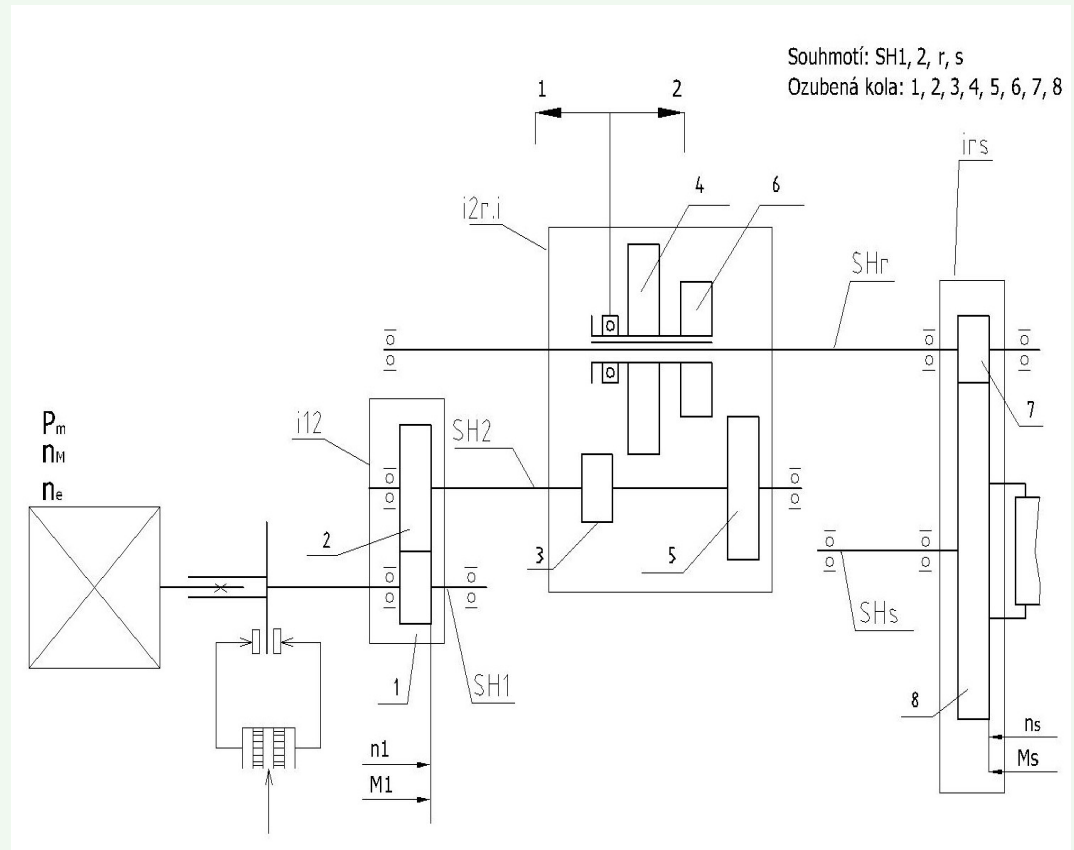 Souhmotí: SH1, 2, r, s
Ozubená kola: 1, 2, 3, 4, 5, 6, 7, 8
1
2
irs
4
6
i2r.i
SHr
7
i12
SH2
Pm
nM
ne
2
3
5
SHs
1
SH1
8
n1
M1
ns
Ms